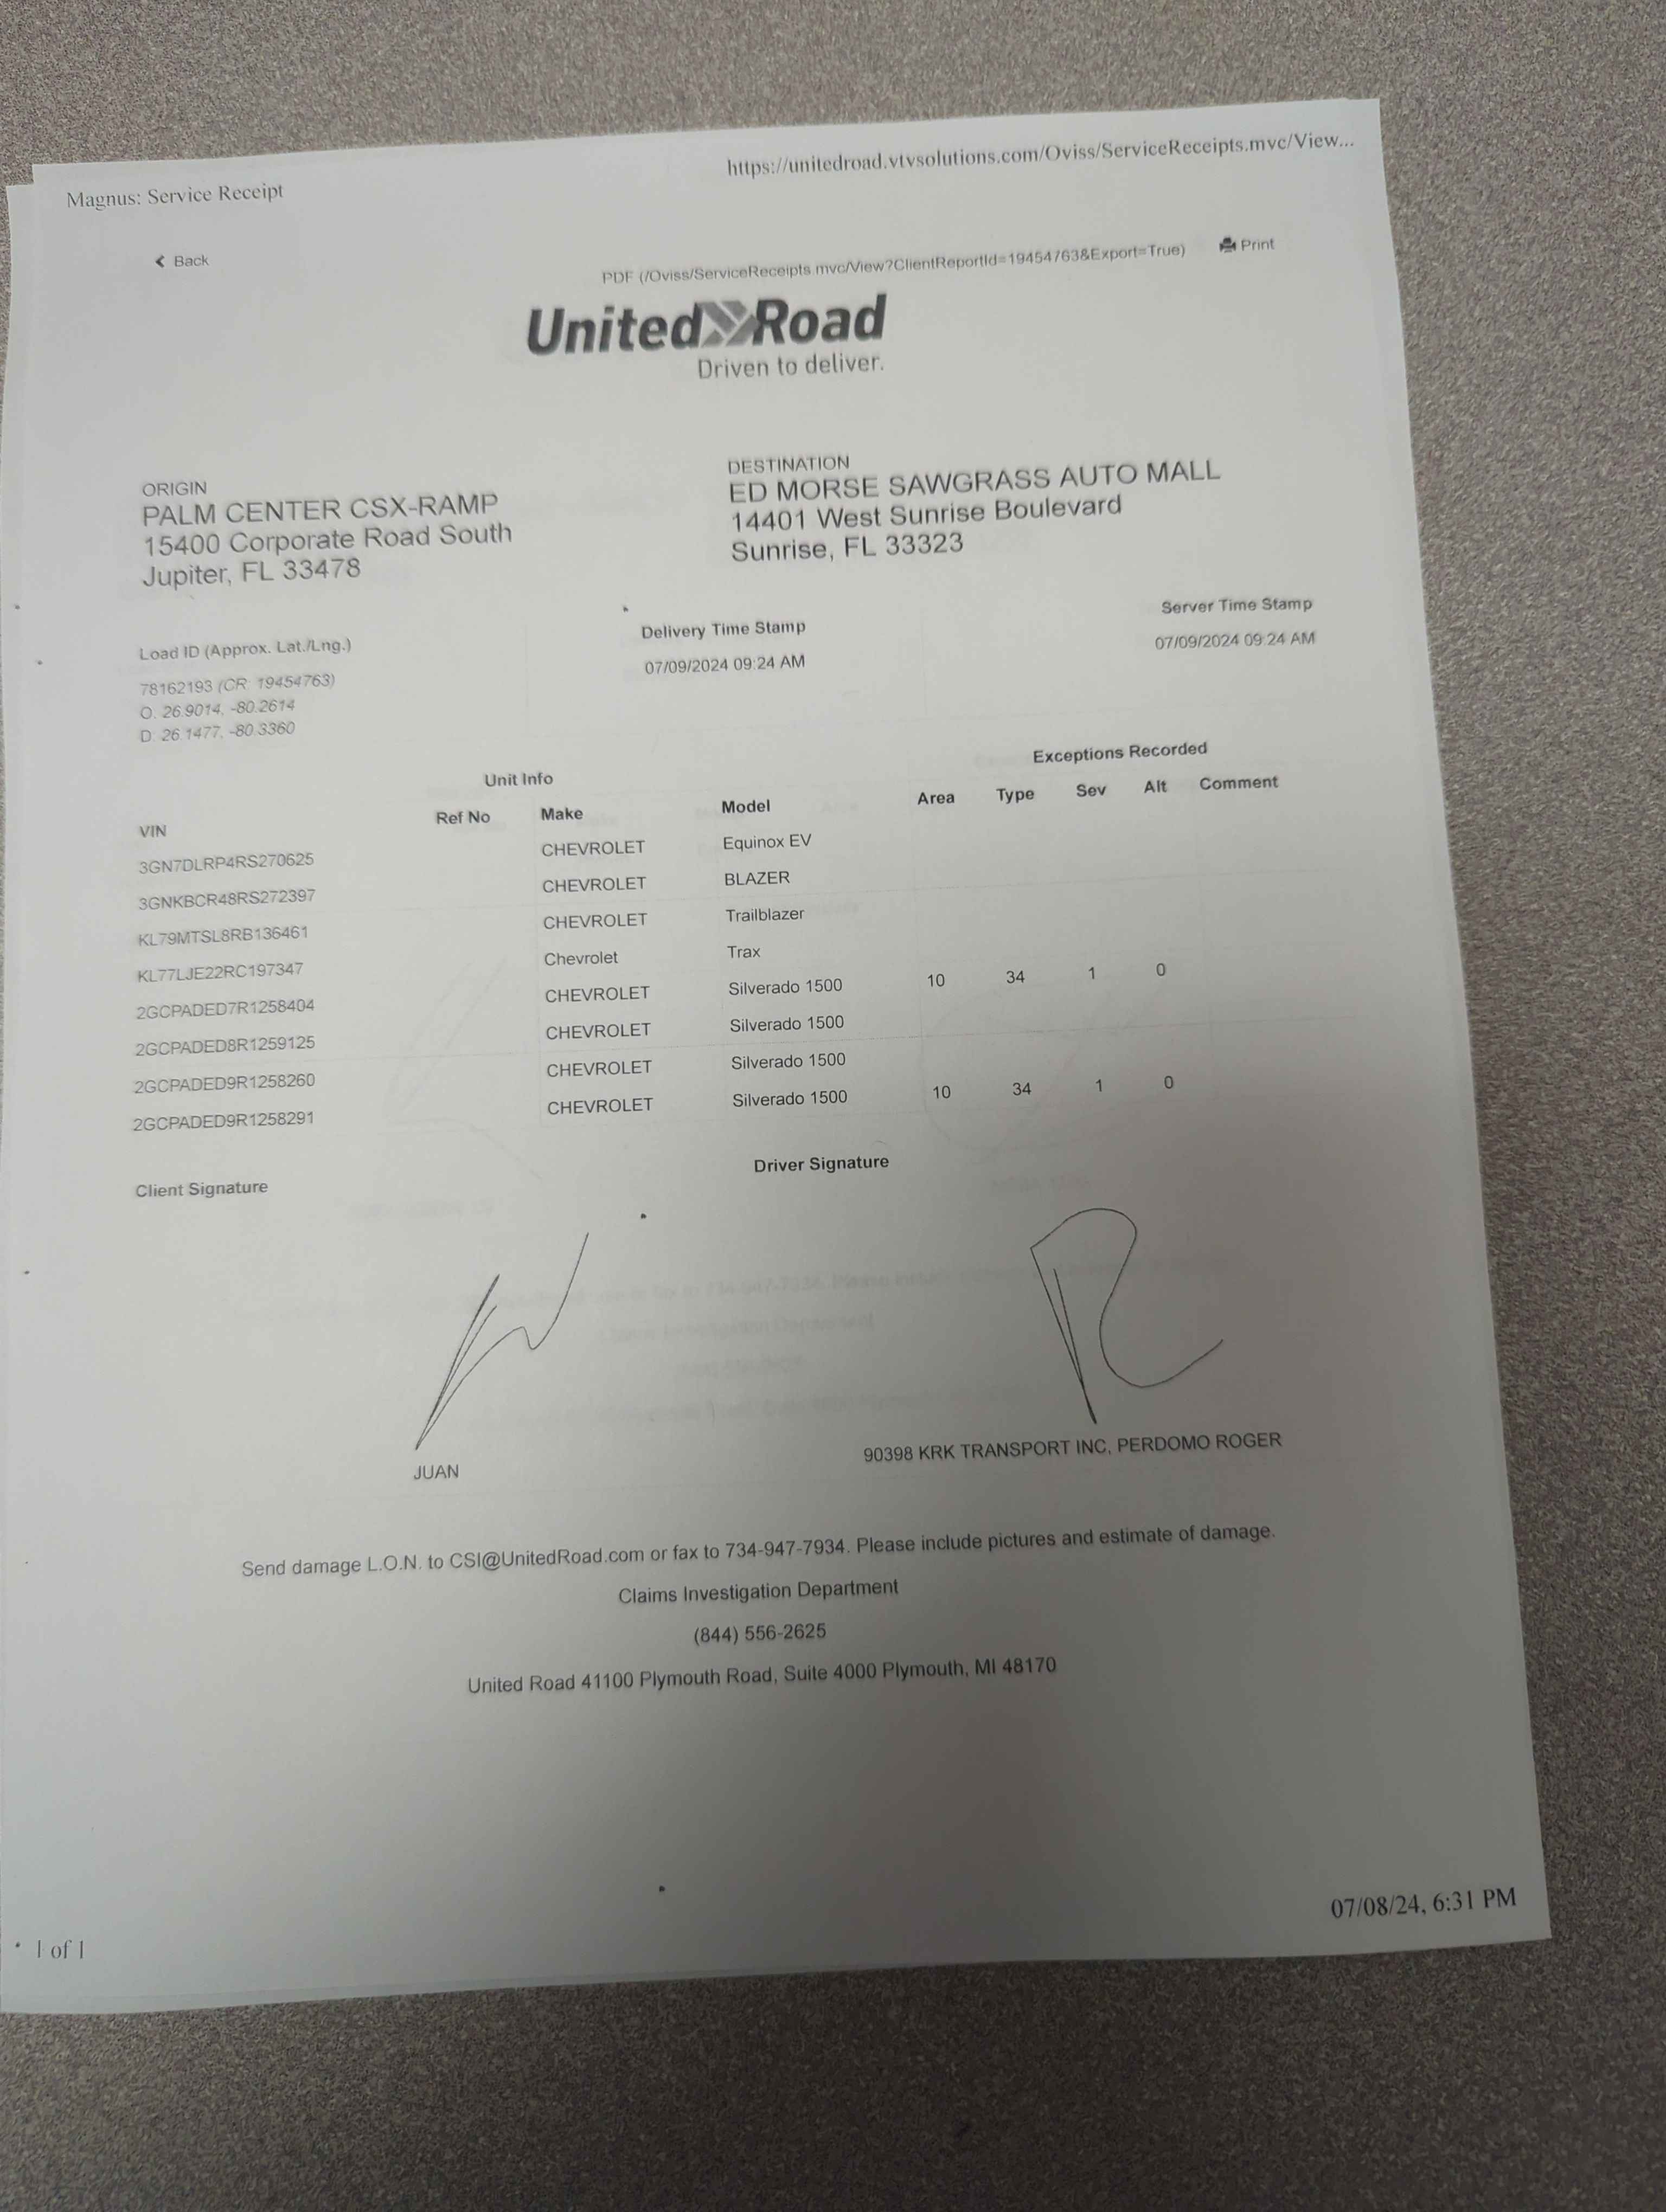 Magnus: Service Receipt https://unitedroad.vtvsolutions.com/Oviss/ServiceReceipts.mvc/View...
Back
PDF (/Oviss/ServiceReceipts.mvc/View?ClientReportId=19454763&Export=True) Print
United Road
Driven to deliver.
ORIGIN
PALM CENTER CSX-RAMP
15400 Corporate Road South
Jupiter, FL 33478
DESTINATION
ED MORSE SAWGRASS AUTO MALL
14401 West Sunrise Boulevard
Sunrise, FL 33323
Load ID (Approx. Lat./Lng.) Delivery Time Stamp Server Time Stamp
78162193 (CR: 19454763) 07/09/2024 09:24 AM 07/09/2024 09:24 AM
O: 26.9014, -80.2614
D: 26.1477, -80.3360
Unit Info Exceptions Recorded
VIN Ref No Make Model Area Type Sev Alt Comment
3GN7DLRP4RS270625 CHEVROLET Equinox EV
3GNKBCR48RS272397 CHEVROLET BLAZER
KL79MTSL8RB136461 CHEVROLET Trailblazer
KL77LJE22RC197347 Chevrolet Trax
2GCPADED7R1258404 CHEVROLET Silverado 1500 10 34 1 0
2GCPADED8R1259125 CHEVROLET Silverado 1500
2GCPADED9R1258260 CHEVROLET Silverado 1500
2GCPADED9R1258291 CHEVROLET Silverado 1500 10 34 1 0
Client Signature Driver Signature
JUAN 90398 KRK TRANSPORT INC, PERDOMO ROGER
Send damage L.O.N. to CSI@UnitedRoad.com or fax to 734-947-7934. Please include pictures and estimate of damage.
Claims Investigation Department
(844) 556-2625
United Road 41100 Plymouth Road, Suite 4000 Plymouth, MI 48170
1 of 1 07/08/24, 6:31 PM